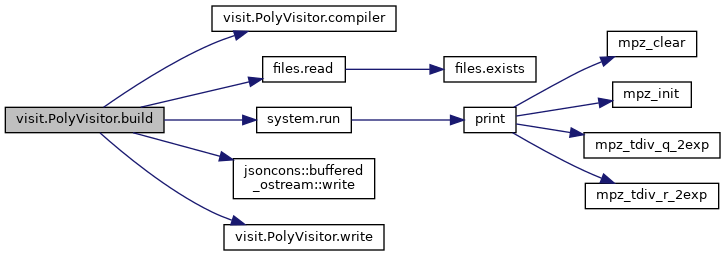 visit.PolyVisitor.build
visit.PolyVisitor.compiler
files.read
files.exists
system.run
print
mpz_clear
mpz_init
mpz_tdiv_q_2exp
mpz_tdiv_r_2exp
jsoncons::buffered
_ostream::write
visit.PolyVisitor.write